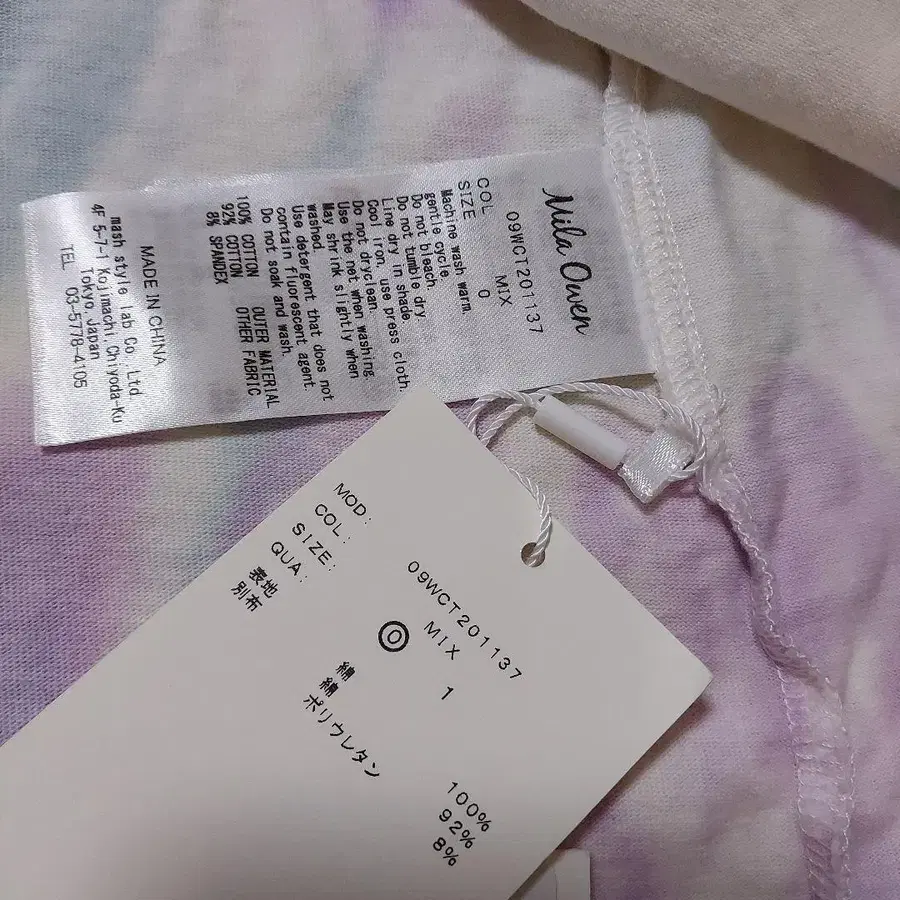 Mila Owen
09WCT201137
COL MIX
SIZE 0
Machine wash warm.
gentle cycle.
Do not bleach.
Do not tumble dry
Line dry in shade.
Cool iron. use press cloth.
Do not dryclean.
Use the net when washing
May shrink slightly when
washed.
Use detergent that does not
contain fluorescent agent.
Do not soak and wash.
100% COTTON OUTER MATERIAL
92% COTTON OTHER FABRIC
8% SPANDEX
MADE IN CHINA
mash style lab Co. Ltd
4F 5-7-1 Kojimachi, Chiyoda-Ku
Tokyo, Japan
TEL 03-5778-4105
MOD: 09WCT201137
COL: MIX
SIZE: 0 1
QUA:
表地 綿 100%
別布 綿 92%
ポリウレタン 8%